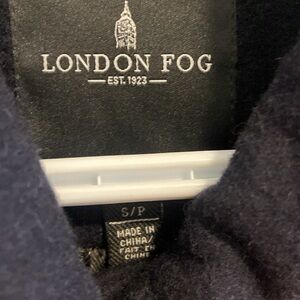 LONDON FOG
EST. 1923
S/P
MADE IN
CHINA/
FAIT EN
CHINE